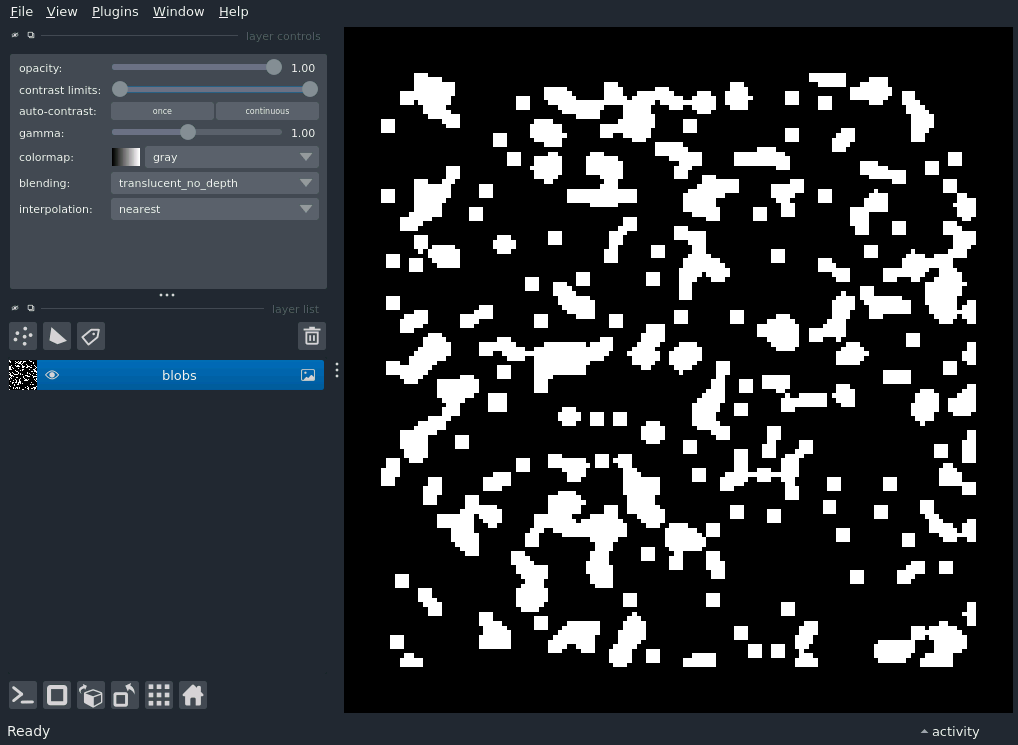 File View Plugins Window Help
layer controls
opacity: 1.00
contrast limits:
auto-contrast: once continuous
gamma: 1.00
colormap: gray
blending: translucent_no_depth
interpolation: nearest
layer list
blobs
Ready activity